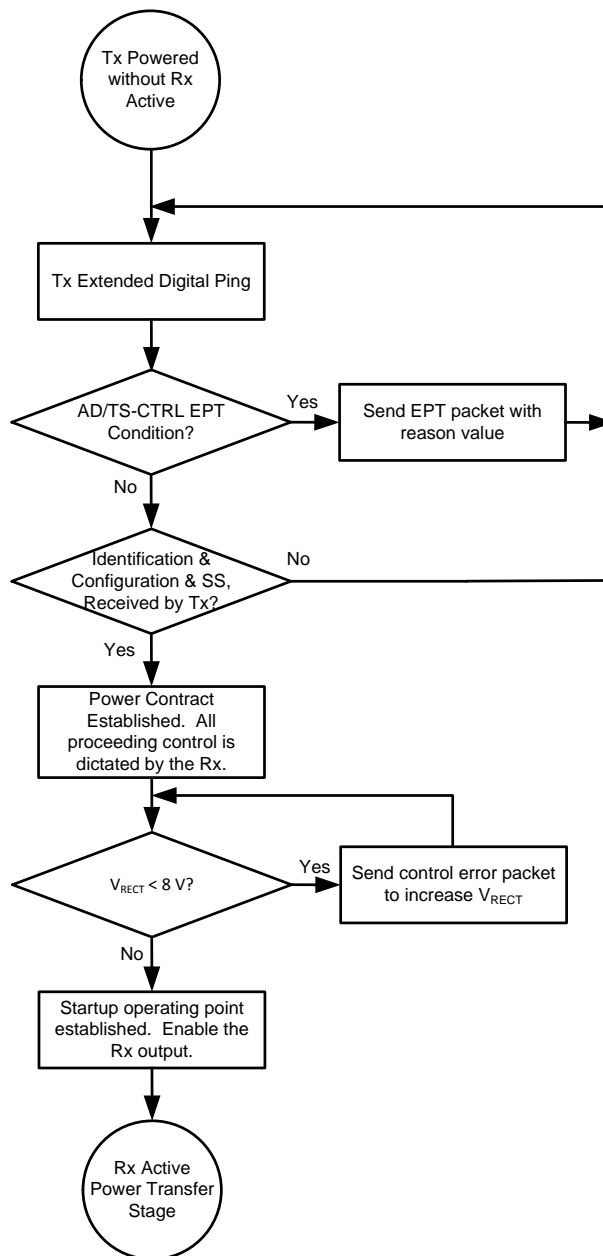 Tx Powered
without Rx
Active
Tx Extended Digital Ping
AD/TS-CTRL EPT
Condition?
Yes
Send EPT packet with
reason value
No
Identification &
Configuration & SS,
Received by Tx?
No
Yes
Power Contract
Established. All
proceeding control is
dictated by the Rx.
VRECT < 8 V?
Yes
Send control error packet
to increase VRECT
No
Startup operating point
established. Enable the
Rx output.
Rx Active
Power Transfer
Stage